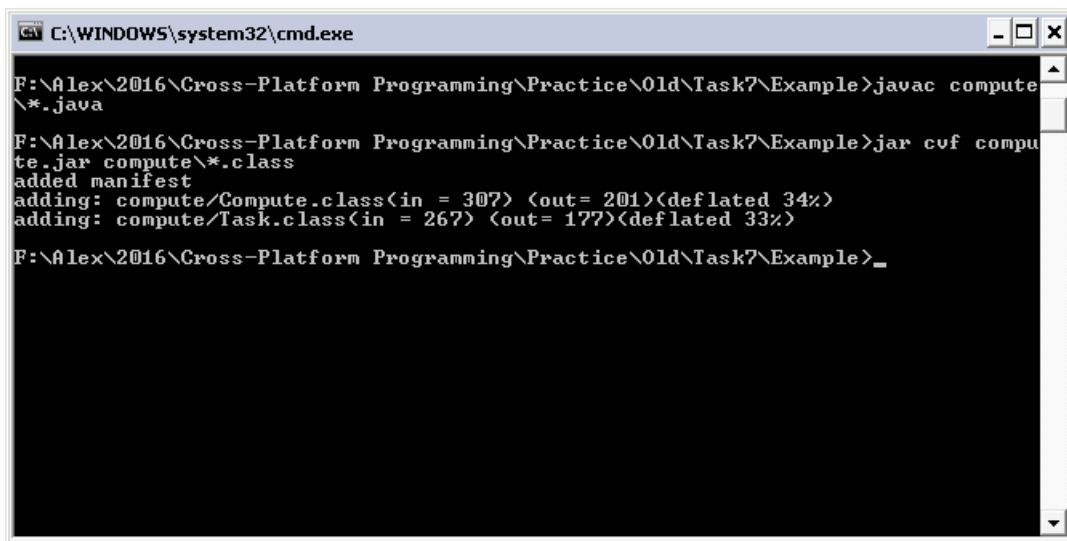 C:\WINDOWS\system32\cmd.exe
F:\Alex\2016\Cross-Platform Programming\Practice\Old\Task7\Example>javac compute
\*.java
F:\Alex\2016\Cross-Platform Programming\Practice\Old\Task7\Example>jar cvf compu
te.jar compute\*.class
added manifest
adding: compute/Compute.class(in = 307) (out= 201)(deflated 34%)
adding: compute/Task.class(in = 267) (out= 177)(deflated 33%)
F:\Alex\2016\Cross-Platform Programming\Practice\Old\Task7\Example>_